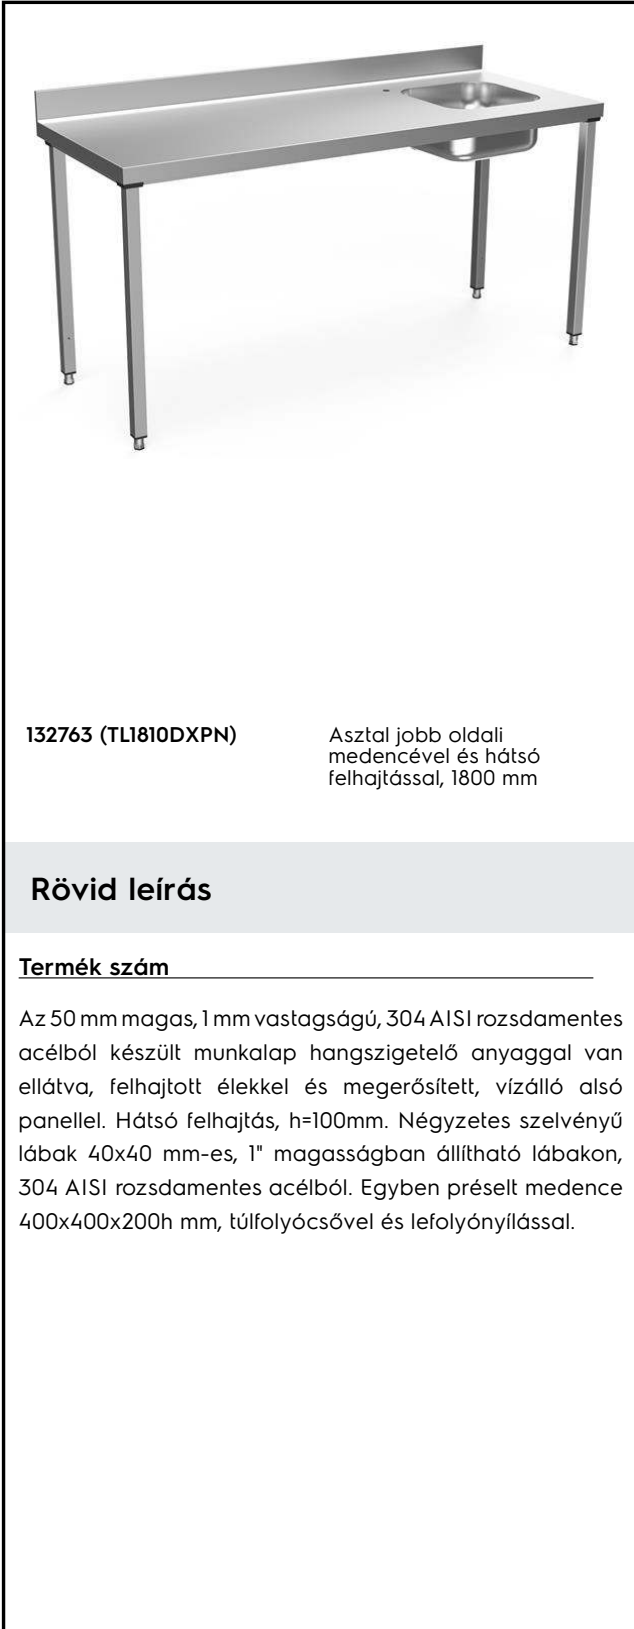 132763 (TL1810DXPN)
Asztal jobb oldali
medencével és hátsó
felhajtással, 1800 mm
Rövid leírás
Termék szám
Az 50 mm magas, 1 mm vastagságú, 304 AISI rozsdamentes
acélból készült munkalap hangszigetelő anyaggal van
ellátva, felhajtott élekkel és megerősített, vízálló alsó
panellel. Hátsó felhajtás, h=100mm. Négyzetes szelvényű
lábak 40x40 mm-es, 1" magasságban állítható lábakon,
304 AISI rozsdamentes acélból. Egyben préselt medence
400x400x200h mm, túlfolyócsővel és lefolyónyílással.